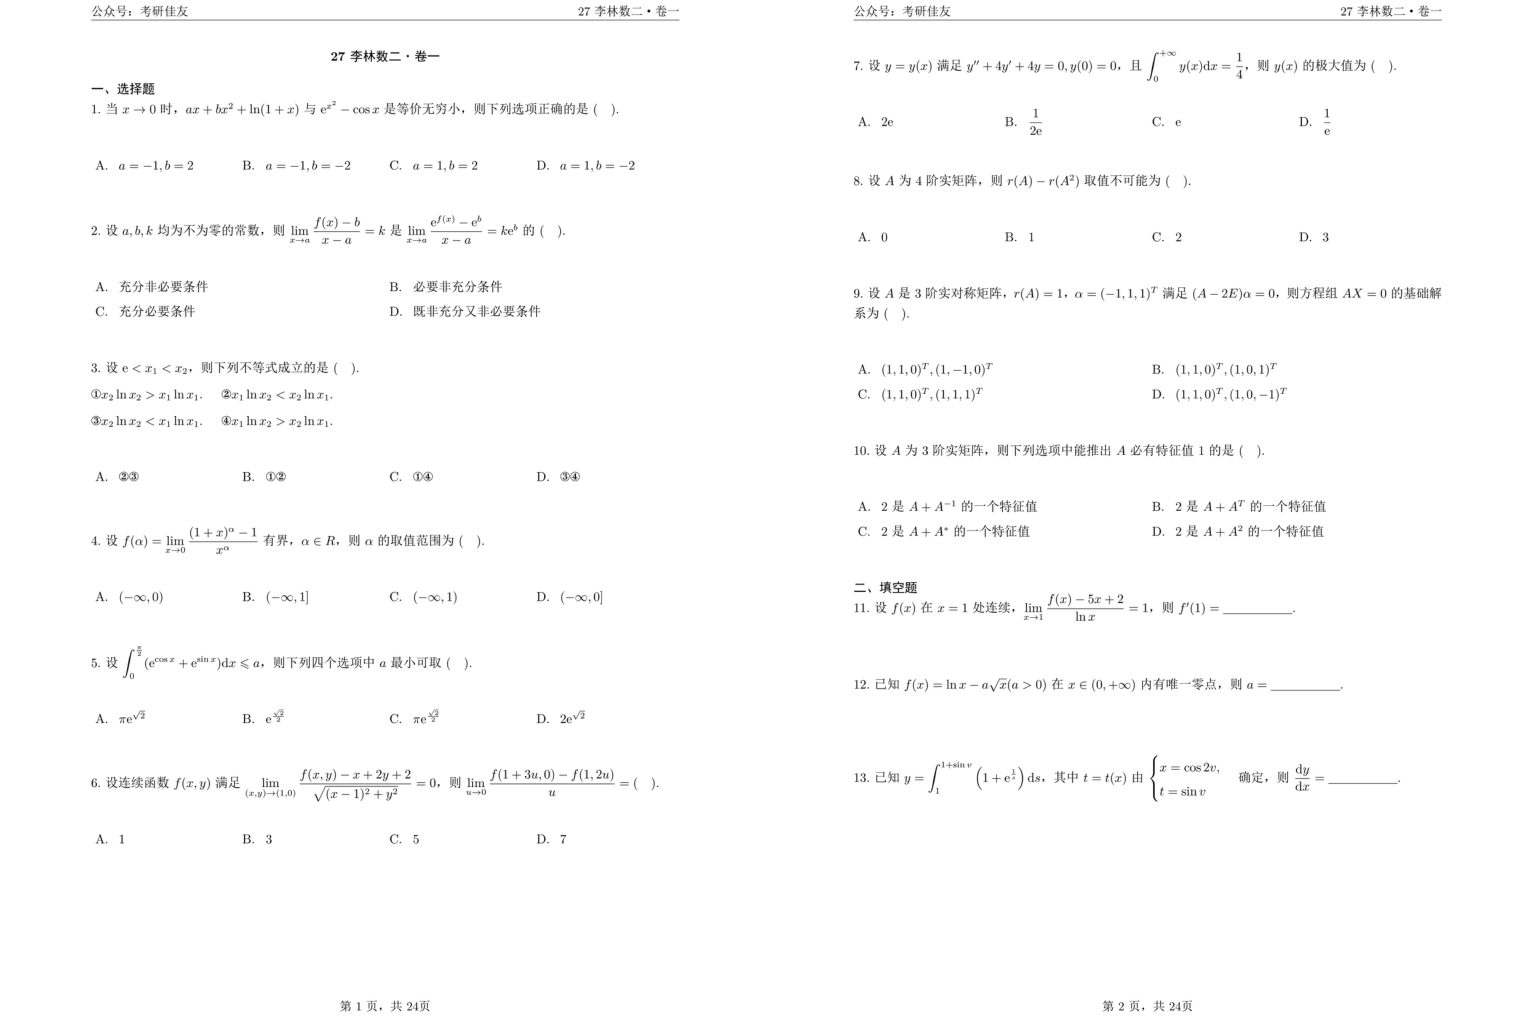 公众号：考研佳友 27 李林数二·卷一
27 李林数二·卷一
一、选择题
1. 当 x → 0 时，ax + bx² + ln(1 + x) 与 e^{x²} − cos x 是等价无穷小，则下列选项正确的是 ( ).
A. a = −1, b = 2 B. a = −1, b = −2 C. a = 1, b = 2 D. a = 1, b = −2
2. 设 a, b, k 均为不为零的常数，则 lim_{x→a} \frac{f(x) − b}{x − a} = k 是 lim_{x→a} \frac{e^{f(x)} − e^b}{x − a} = ke^b 的 ( ).
A. 充分非必要条件 B. 必要非充分条件
C. 充分必要条件 D. 既非充分又非必要条件
3. 设 e < x₁ < x₂，则下列不等式成立的是 ( ).
①x₂ ln x₂ > x₁ ln x₁. ②x₁ ln x₂ < x₂ ln x₁.
③x₂ ln x₂ < x₁ ln x₁. ④x₁ ln x₂ > x₂ ln x₁.
A. ②③ B. ①② C. ①④ D. ③④
4. 设 f(α) = lim_{x→0} \frac{(1 + x)^α − 1}{x^α} 有界，α ∈ R，则 α 的取值范围为 ( ).
A. (−∞, 0) B. (−∞, 1] C. (−∞, 1) D. (−∞, 0]
5. 设 ∫_0^{\frac{π}{2}} (e^{cos x} + e^{sin x})dx ⩽ a，则下列四个选项中 a 最小可取 ( ).
A. πe^{√2} B. e^{\frac{√2}{2}} C. πe^{\frac{√2}{2}} D. 2e^{√2}
6. 设连续函数 f(x, y) 满足 lim_{(x,y)→(1,0)} \frac{f(x, y) − x + 2y + 2}{\sqrt{(x − 1)² + y²}} = 0，则 lim_{u→0} \frac{f(1 + 3u, 0) − f(1, 2u)}{u} = ( ).
A. 1 B. 3 C. 5 D. 7
第 1 页，共 24页
公众号：考研佳友 27 李林数二·卷一
7. 设 y = y(x) 满足 y″ + 4y′ + 4y = 0, y(0) = 0，且 ∫_0^{+∞} y(x)dx = \frac{1}{4}，则 y(x) 的极大值为 ( ).
A. 2e B. \frac{1}{2e} C. e D. \frac{1}{e}
8. 设 A 为 4 阶实矩阵，则 r(A) − r(A²) 取值不可能为 ( ).
A. 0 B. 1 C. 2 D. 3
9. 设 A 是 3 阶实对称矩阵，r(A) = 1，α = (−1, 1, 1)^T 满足 (A − 2E)α = 0，则方程组 AX = 0 的基础解
系为 ( ).
A. (1, 1, 0)^T, (1, −1, 0)^T B. (1, 1, 0)^T, (1, 0, 1)^T
C. (1, 1, 0)^T, (1, 1, 1)^T D. (1, 1, 0)^T, (1, 0, −1)^T
10. 设 A 为 3 阶实矩阵，则下列选项中能推出 A 必有特征值 1 的是 ( ).
A. 2 是 A + A^{−1} 的一个特征值 B. 2 是 A + A^T 的一个特征值
C. 2 是 A + A^* 的一个特征值 D. 2 是 A + A² 的一个特征值
二、填空题
11. 设 f(x) 在 x = 1 处连续，lim_{x→1} \frac{f(x) − 5x + 2}{ln x} = 1，则 f′(1) = __________.
12. 已知 f(x) = ln x − a√x(a > 0) 在 x ∈ (0, +∞) 内有唯一零点，则 a = __________.
13. 已知 y = ∫_1^{1+sin v} (1 + e^{\frac{1}{s}}) ds，其中 t = t(x) 由 { x = cos 2v, t = sin v 确定，则 \frac{dy}{dx} = __________.
第 2 页，共 24页